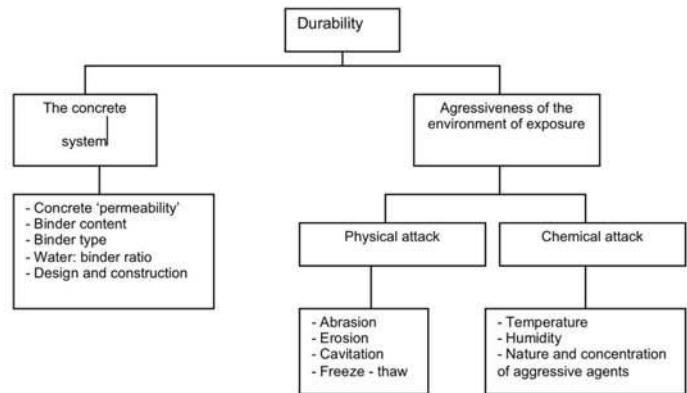 Durability
The concrete
system
Agressiveness of the
environment of exposure
- Concrete ‘permeability’
- Binder content
- Binder type
- Water: binder ratio
- Design and construction
Physical attack
Chemical attack
- Abrasion
- Erosion
- Cavitation
- Freeze - thaw
- Temperature
- Humidity
- Nature and concentration
of aggressive agents